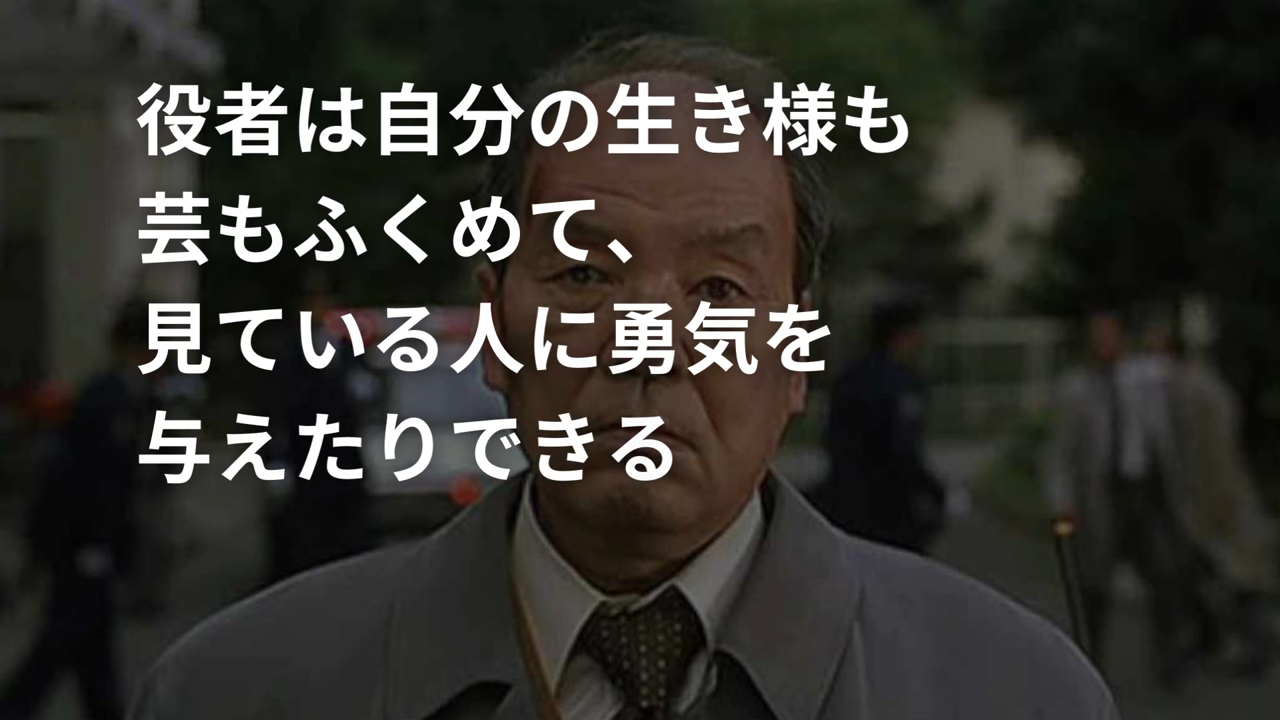 役者は自分の生き様も
芸もふくめて、
見ている人に勇気を
与えたりできる